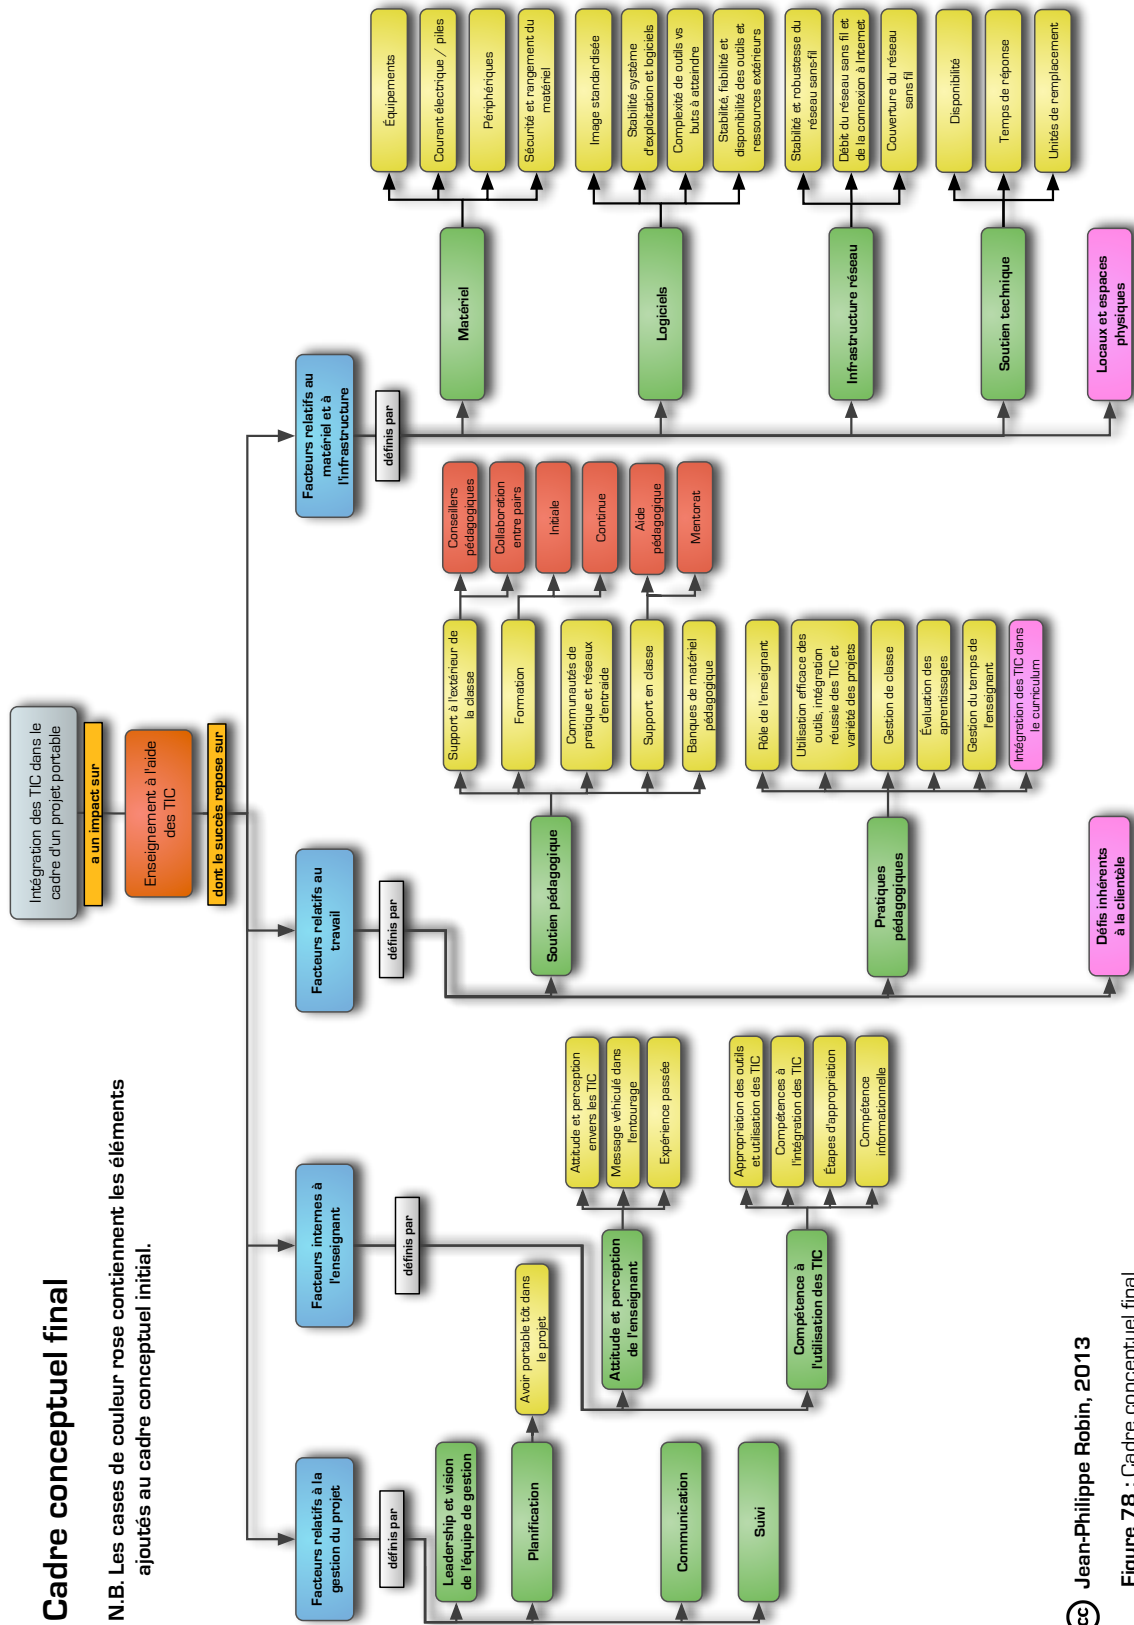 Cadre conceptuel final
N.B. Les cases de couleur rose contiennent les éléments
ajoutés au cadre conceptuel initial.
Intégration des TIC dans le
cadre d'un projet portable
a un impact sur
Enseignement à l'aide
des TIC
dont le succès repose sur
Facteurs relatifs à la
gestion du projet
définis par
Leadership et vision
de l'équipe de gestion
Planification
Avoir portable tôt dans
le projet
Communication
Suivi
Facteurs internes à
l'enseignant
définis par
Attitude et perception
de l'enseignant
Attitude et perception
envers les TIC
Message véhiculé dans
l'entourage
Expérience passée
Compétence à
l'utilisation des TIC
Appropriation des outils
et utilisation des TIC
Compétences à
l'intégration des TIC
Étapes d'appropriation
Compétence
informationnelle
Facteurs relatifs au
travail
définis par
Soutien pédagogique
Support à l'extérieur de
la classe
Conseillers
pédagogiques
Collaboration
entre pairs
Formation
Initiale
Continue
Communautés de
pratique et réseaux
d'entraide
Support en classe
Aide
pédagogique
Mentorat
Banques de matériel
pédagogique
Pratiques
pédagogiques
Rôle de l'enseignant
Utilisation efficace des
outils, intégration
réussie des TIC et
variété des projets
Gestion de classe
Évaluation des
aprentissages
Gestion du temps de
l'enseignant
Intégration des TIC dans
le curriculum
Défis inhérents
à la clientèle
Facteurs relatifs au
matériel et à
l'infrastructure
définis par
Matériel
Équipements
Courant électrique / piles
Périphériques
Sécurité et rangement du
matériel
Logiciels
Image standardisée
Stabilité système
d'exploitation et logiciels
Complexité de outils vs
buts à atteindre
Stabilité, fiabilité et
disponibilité des outils et
ressources extérieurs
Infrastructure réseau
Stabilité et robustesse du
réseau sans-fil
Débit du réseau sans fil et
de la connexion à Internet
Couverture du réseau
sans fil
Soutien technique
Disponibilité
Temps de réponse
Unités de remplacement
Locaux et espaces
physiques
cc Jean-Philippe Robin, 2013
Figure 78 : Cadre conceptuel final